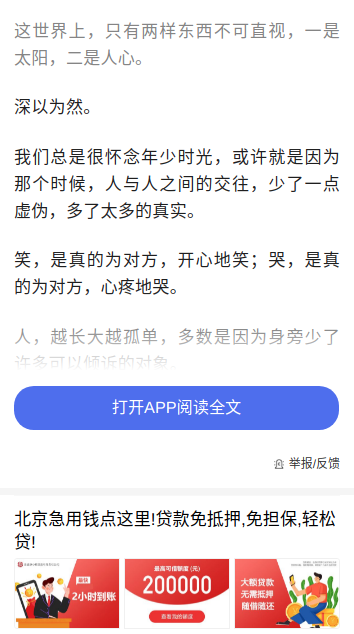 这世界上，只有两样东西不可直视，一是
太阳，二是人心。
深以为然。
我们总是很怀念年少时光，或许就是因为
那个时候，人与人之间的交往，少了一点
虚伪，多了太多的真实。
笑，是真的为对方，开心地笑；哭，是真
的为对方，心疼地哭。
人，越长大越孤单，多数是因为身旁少了
许多可以倾诉的对象。
打开APP阅读全文
举报/反馈
北京急用钱点这里!贷款免抵押,免担保,轻松
贷!
最快
2小时到账
最高可借额度(元)
200000
查看我的额度
大额贷款
无需抵押
随借随还